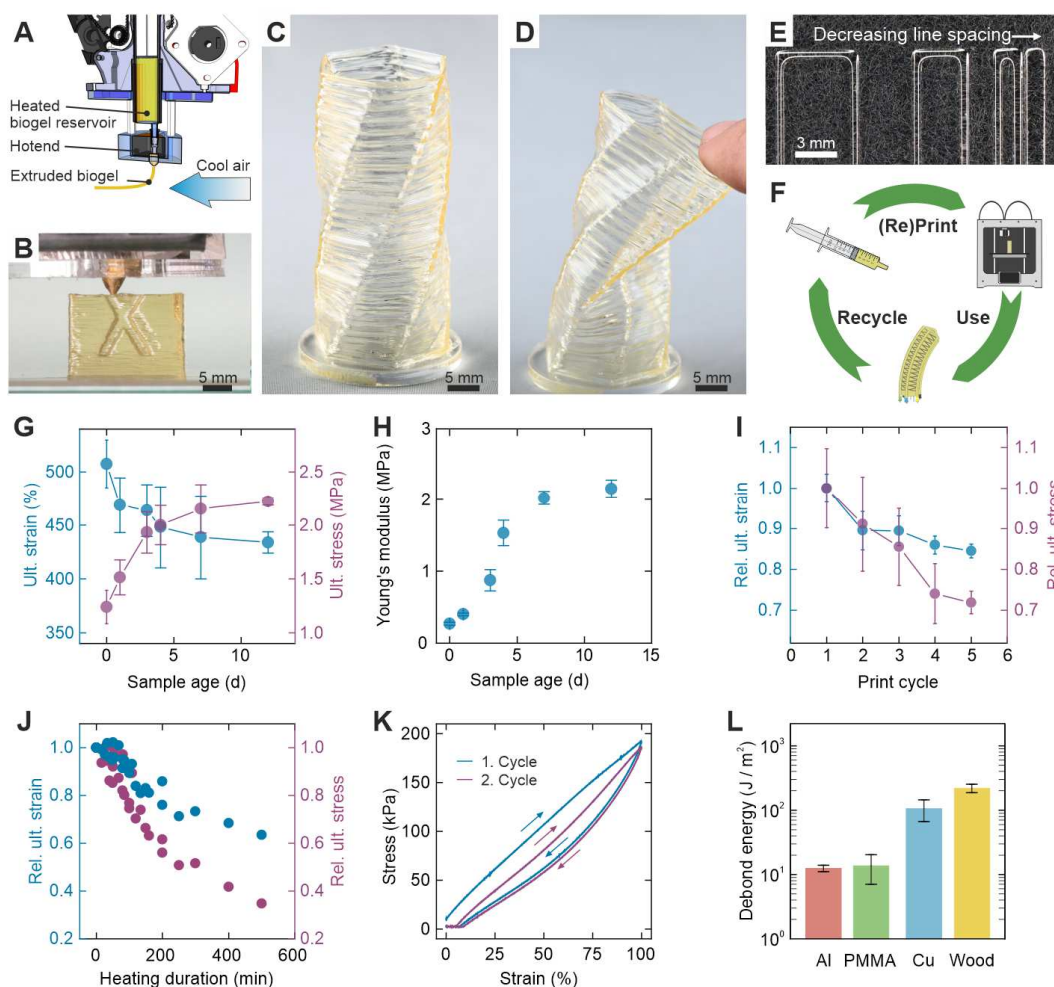 A
Heated
biogel reservoir
Hotend
Extruded biogel
Cool air
B
5 mm
C
5 mm
D
5 mm
E
Decreasing line spacing
3 mm
F
(Re)Print
Recycle
Use
G
Ult. strain (%)
500
450
400
350
2.5
2.0
1.5
1.0
Ult. stress (MPa)
0
5
10
Sample age (d)
H
Young's modulus (MPa)
3
2
1
0
0
5
10
15
Sample age (d)
I
Rel. ult. strain
1.1
1.0
0.9
0.8
0.7
1.1
1.0
0.9
0.8
0.7
Rel. ult. stress
0
1
2
3
4
5
6
Print cycle
J
Rel. ult. strain
1.0
0.8
0.6
0.4
0.2
1.0
0.8
0.6
0.4
0.2
Rel. ult. stress
0
200
400
600
Heating duration (min)
K
Stress (kPa)
200
150
100
50
0
1. Cycle
2. Cycle
0
25
50
75
100
Strain (%)
L
Debond energy (J / m²)
10³
10²
10¹
10⁰
Al
PMMA
Cu
Wood